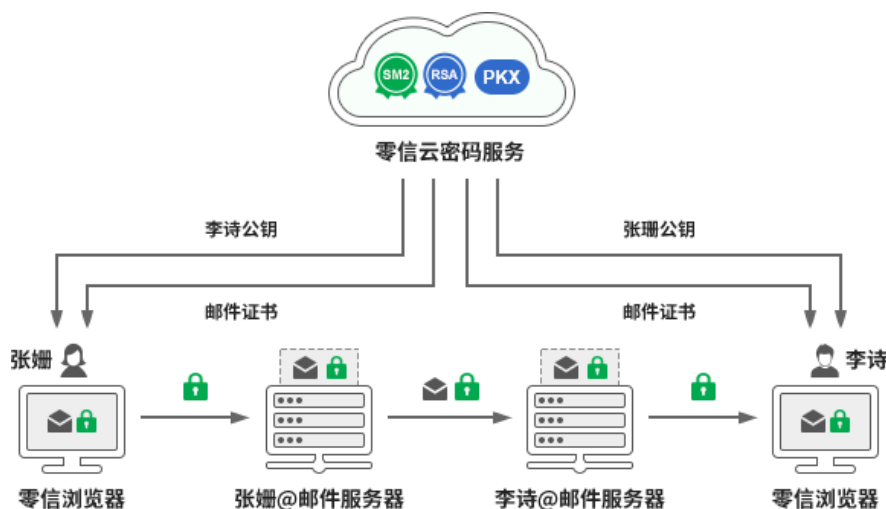 SM2 RSA PKX
零信云密码服务
李诗公钥 张珊公钥
邮件证书 邮件证书
张姗 李诗
零信浏览器 张姗@邮件服务器 李诗@邮件服务器 零信浏览器